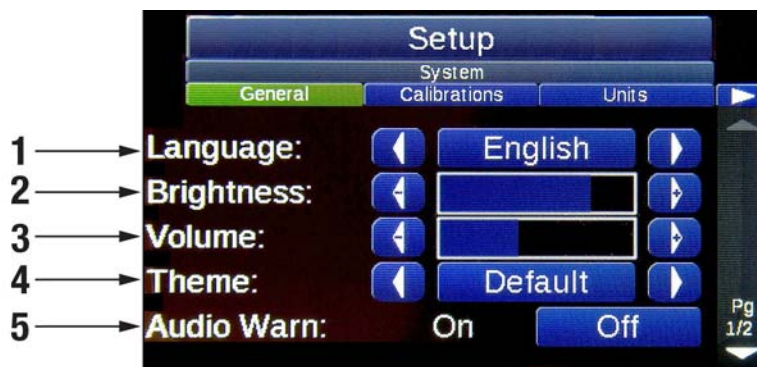 Setup
System
General Calibrations Units
1 Language: English
2 Brightness: - +
3 Volume: - +
4 Theme: Default
5 Audio Warn: On Off
Pg
1/2